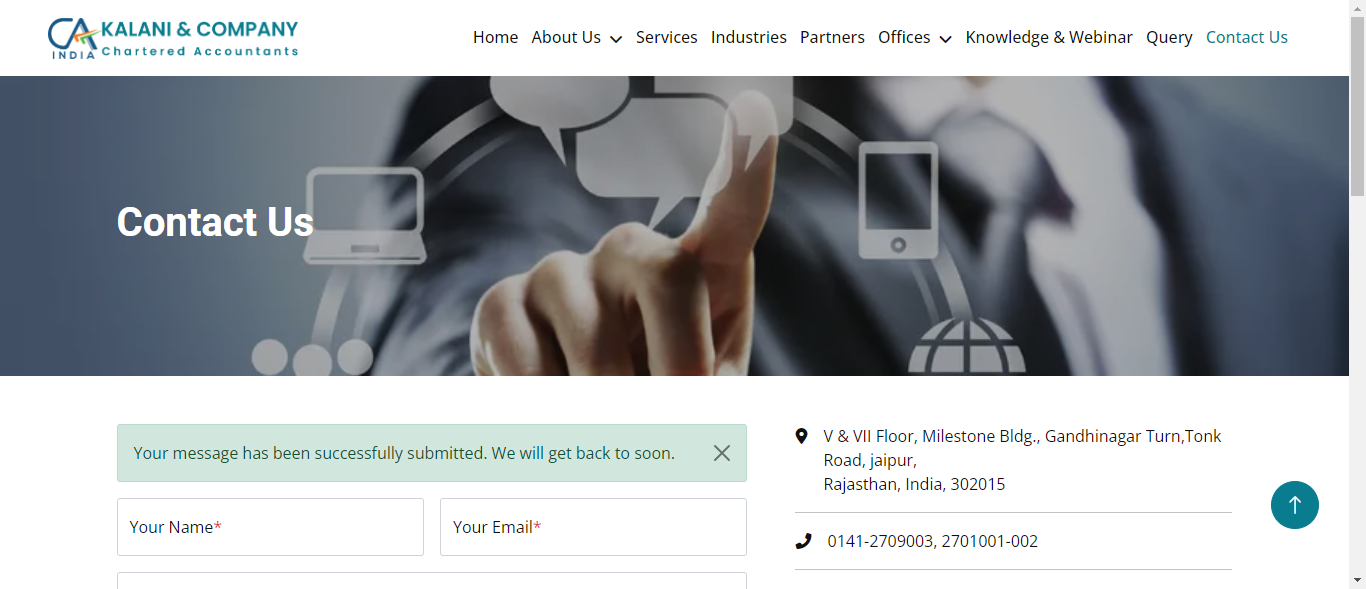 KALANI & COMPANY
Chartered Accountants
INDIA
Home About Us Services Industries Partners Offices Knowledge & Webinar Query Contact Us
Contact Us
Your message has been successfully submitted. We will get back to soon.
Your Name*
Your Email*
V & VII Floor, Milestone Bldg., Gandhinagar Turn,Tonk
Road, jaipur,
Rajasthan, India, 302015
0141-2709003, 2701001-002